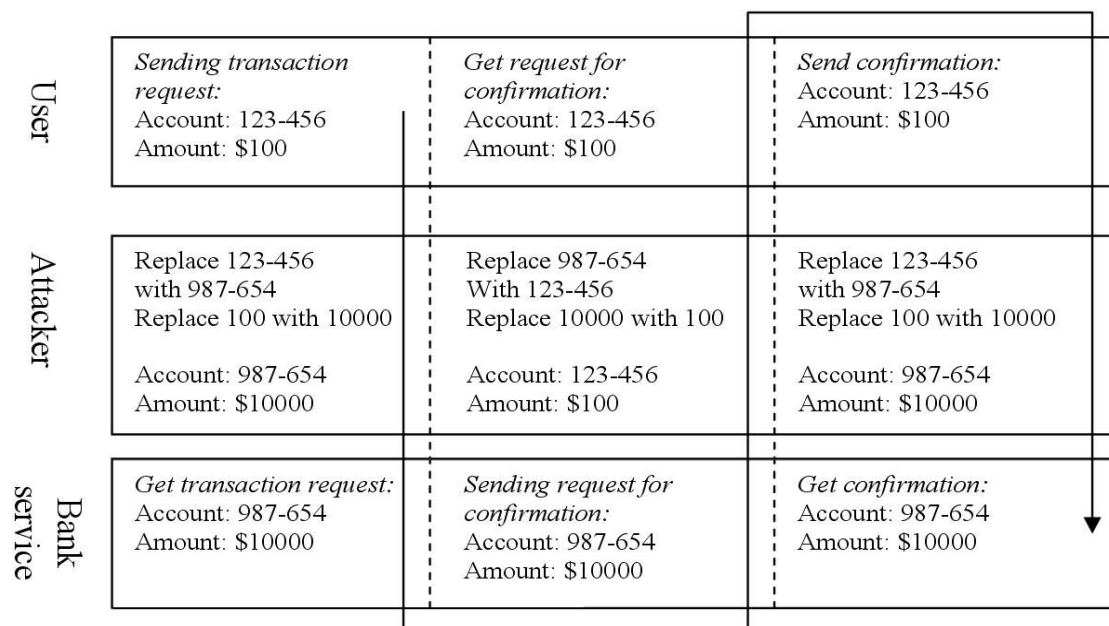 User
Sending transaction
request:
Account: 123-456
Amount: $100
Get request for
confirmation:
Account: 123-456
Amount: $100
Send confirmation:
Account: 123-456
Amount: $100
Attacker
Replace 123-456
with 987-654
Replace 100 with 10000
Account: 987-654
Amount: $10000
Replace 987-654
With 123-456
Replace 10000 with 100
Account: 123-456
Amount: $100
Replace 123-456
with 987-654
Replace 100 with 10000
Account: 987-654
Amount: $10000
Bank
service
Get transaction request:
Account: 987-654
Amount: $10000
Sending request for
confirmation:
Account: 987-654
Amount: $10000
Get confirmation:
Account: 987-654
Amount: $10000